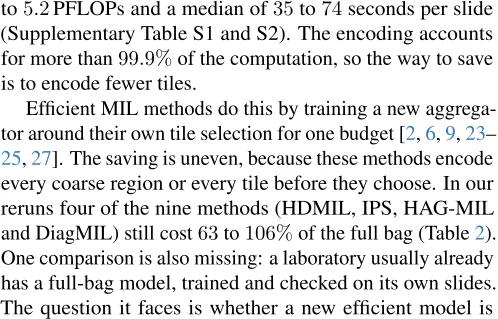 to 5.2 PFLOPs and a median of 35 to 74 seconds per slide
(Supplementary Table S1 and S2). The encoding accounts
for more than 99.9% of the computation, so the way to save
is to encode fewer tiles.
Efficient MIL methods do this by training a new aggrega-
tor around their own tile selection for one budget [2, 6, 9, 23–
25, 27]. The saving is uneven, because these methods encode
every coarse region or every tile before they choose. In our
reruns four of the nine methods (HDMIL, IPS, HAG-MIL
and DiagMIL) still cost 63 to 106% of the full bag (Table 2).
One comparison is also missing: a laboratory usually already
has a full-bag model, trained and checked on its own slides.
The question it faces is whether a new efficient model is